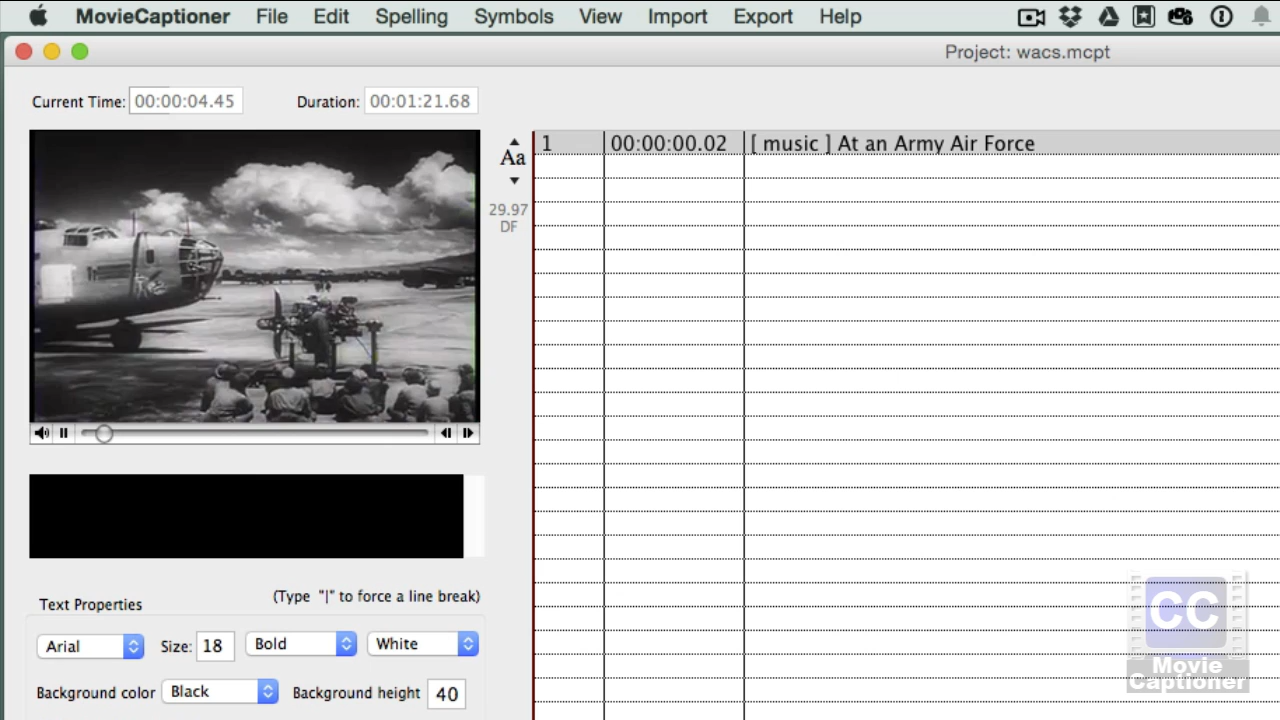 MovieCaptioner File Edit Spelling Symbols View Import Export Help
Project: wacs.mcpt
Current Time: 00:00:04.45 Duration: 00:01:21.68
1 00:00:00.02 [ music ] At an Army Air Force
Aa
29.97
DF
(Type "|" to force a line break)
Text Properties
Arial Size: 18 Bold White
Background color Black Background height 40
CC
Movie
Captioner